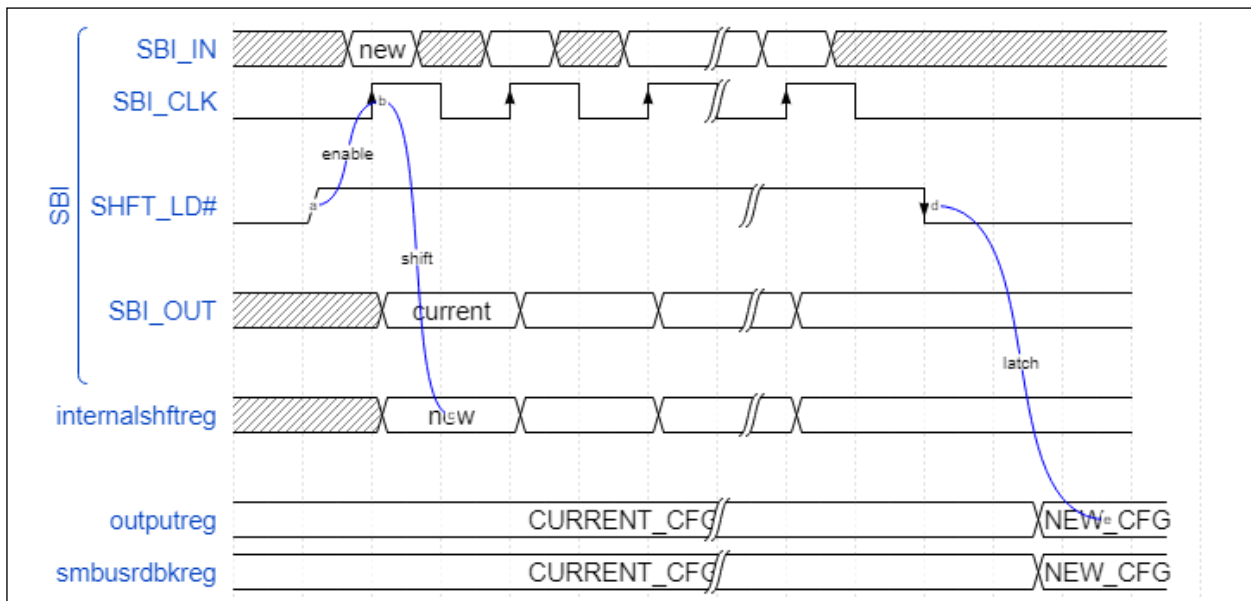 SBI
SBI_IN
new
SBI_CLK
b
enable
SHFT_LD#
a
d
shift
SBI_OUT
current
latch
internalshftreg
new
c
outputreg
CURRENT_CFG
NEW_CFG
e
smbusrdbkreg
CURRENT_CFG
NEW_CFG